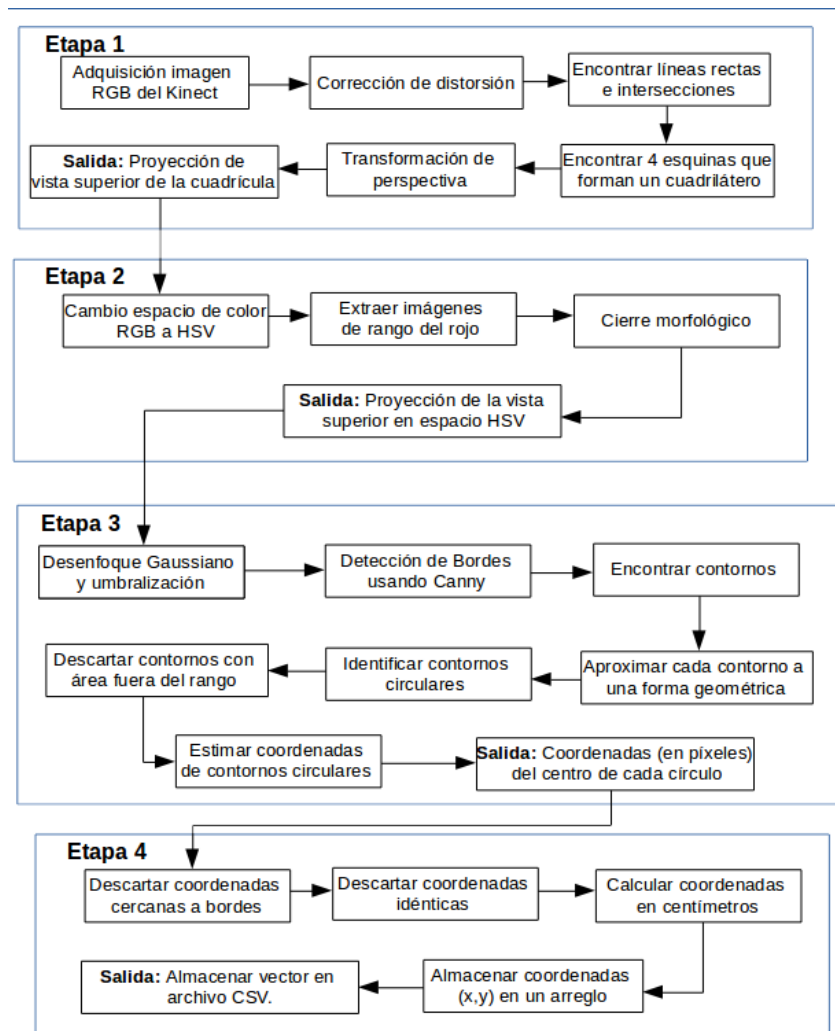 Etapa 1
Adquisición imagen
RGB del Kinect
Corrección de distorsión
Encontrar líneas rectas
e intersecciones
Encontrar 4 esquinas que
forman un cuadrilátero
Transformación de
perspectiva
Salida: Proyección de
vista superior de la cuadrícula
Etapa 2
Cambio espacio de color
RGB a HSV
Extraer imágenes
de rango del rojo
Cierre morfológico
Salida: Proyección de la vista
superior en espacio HSV
Etapa 3
Desenfoque Gaussiano
y umbralización
Detección de Bordes
usando Canny
Encontrar contornos
Aproximar cada contorno a
una forma geométrica
Identificar contornos
circulares
Descartar contornos con
área fuera del rango
Estimar coordenadas
de contornos circulares
Salida: Coordenadas (en píxeles)
del centro de cada círculo
Etapa 4
Descartar coordenadas
cercanas a bordes
Descartar coordenadas
idénticas
Calcular coordenadas
en centímetros
Almacenar coordenadas
(x,y) en un arreglo
Salida: Almacenar vector en
archivo CSV.